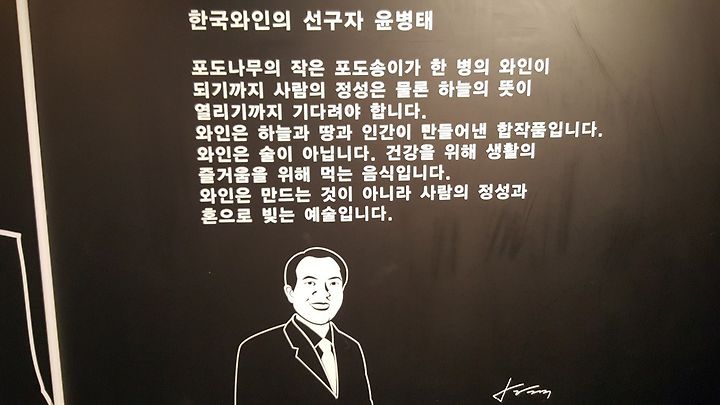 한국와인의 선구자 윤병태
포도나무의 작은 포도송이가 한 병의 와인이
되기까지 사람의 정성은 물론 하늘의 뜻이
열리기까지 기다려야 합니다.
와인은 하늘과 땅과 인간이 만들어낸 합작품입니다.
와인은 술이 아닙니다. 건강을 위해 생활의
즐거움을 위해 먹는 음식입니다.
와인은 만드는 것이 아니라 사람의 정성과
혼으로 빚는 예술입니다.